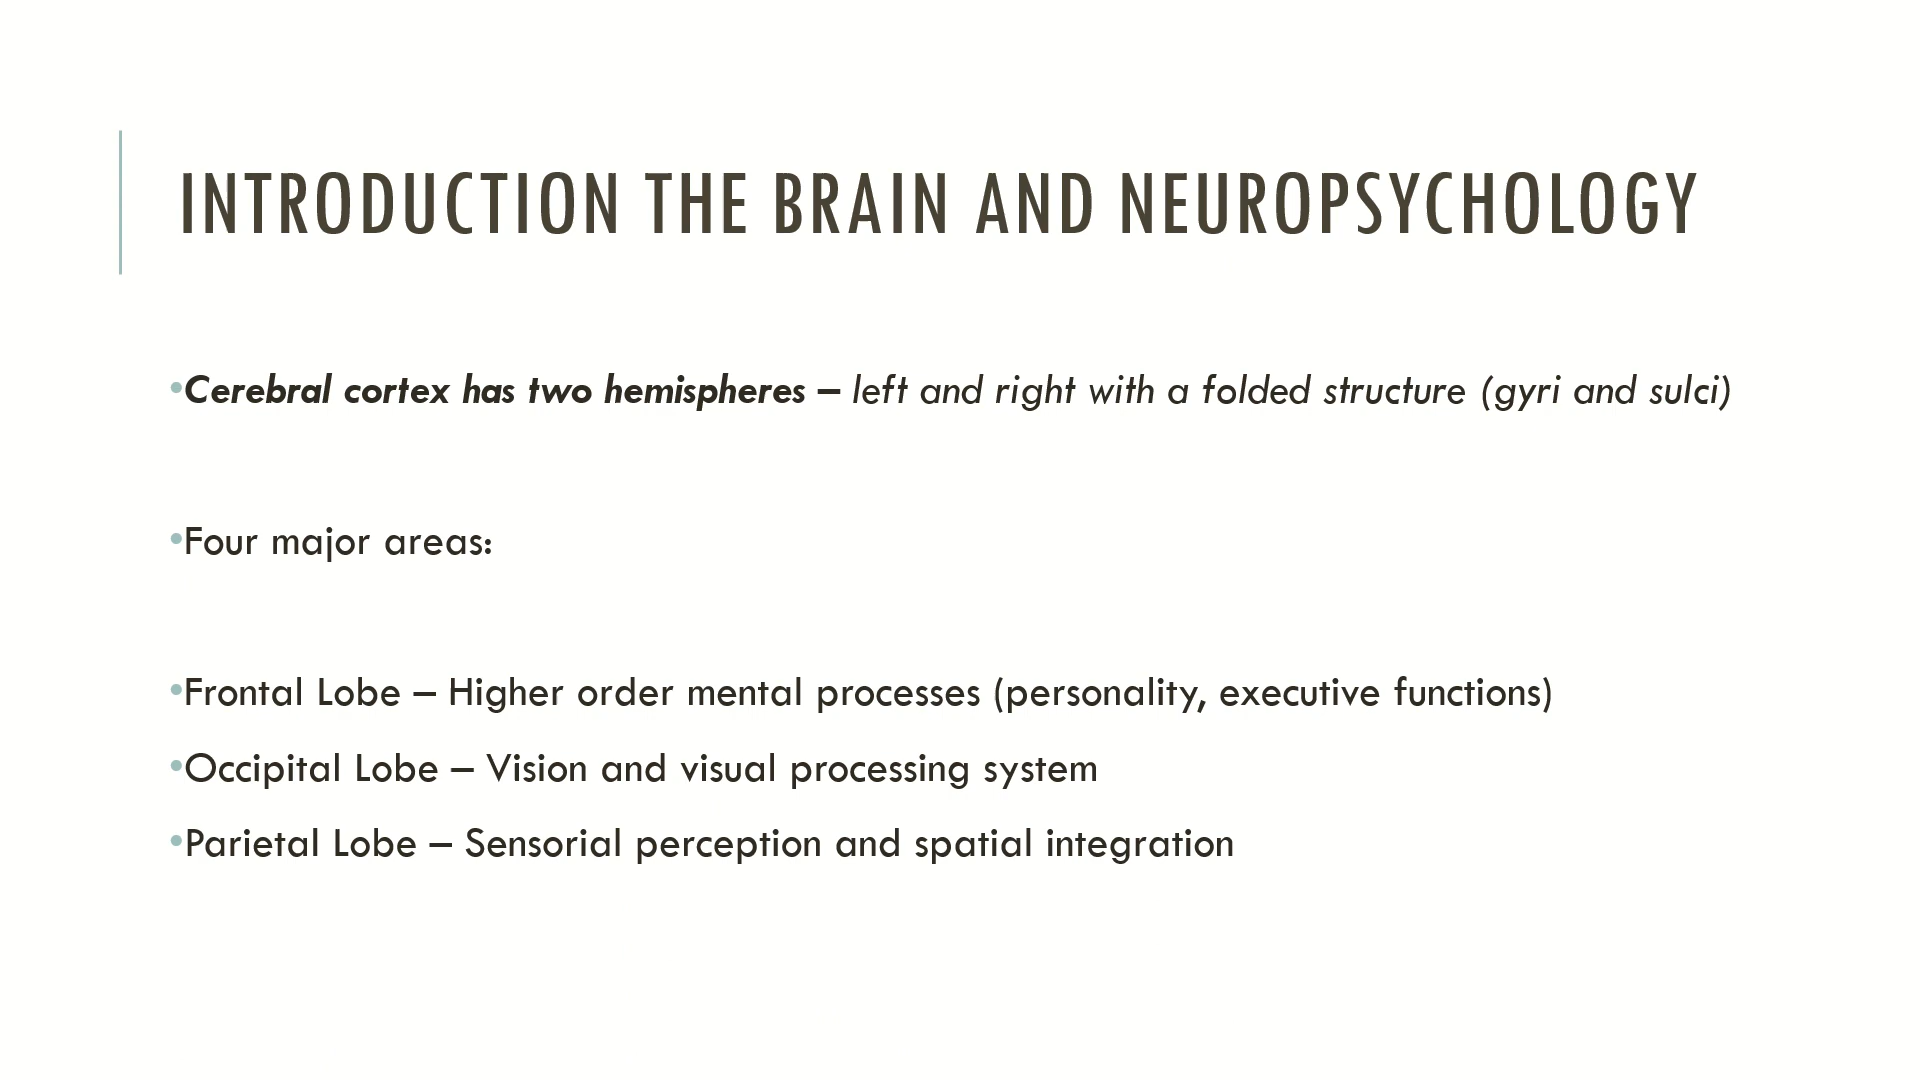 INTRODUCTION THE BRAIN AND NEUROPSYCHOLOGY
•Cerebral cortex has two hemispheres – left and right with a folded structure (gyri and sulci)
•Four major areas:
•Frontal Lobe – Higher order mental processes (personality, executive functions)
•Occipital Lobe – Vision and visual processing system
•Parietal Lobe – Sensorial perception and spatial integration